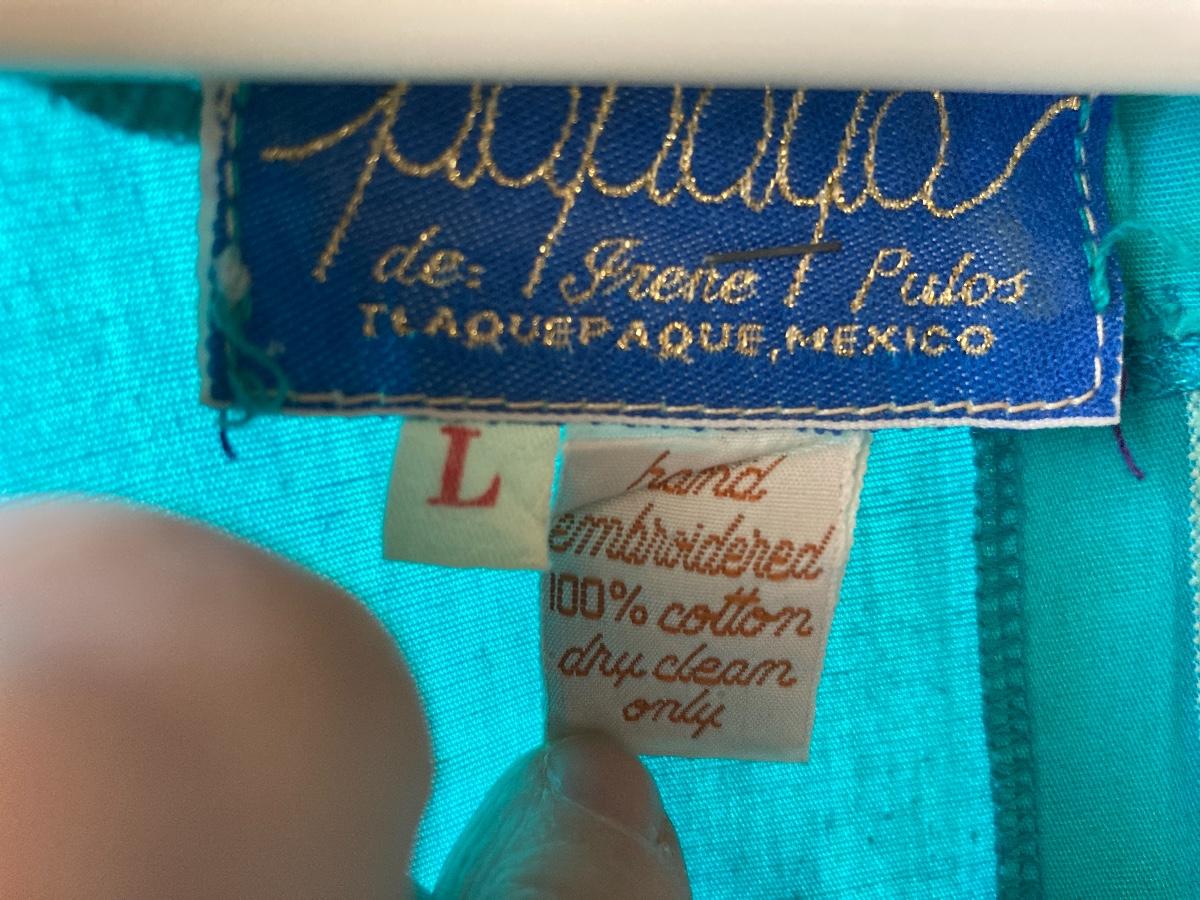 papaya
de: Irene Pulos
TLAQUEPAQUE, MEXICO
L
hand
embroidered
100% cotton
dry clean
only